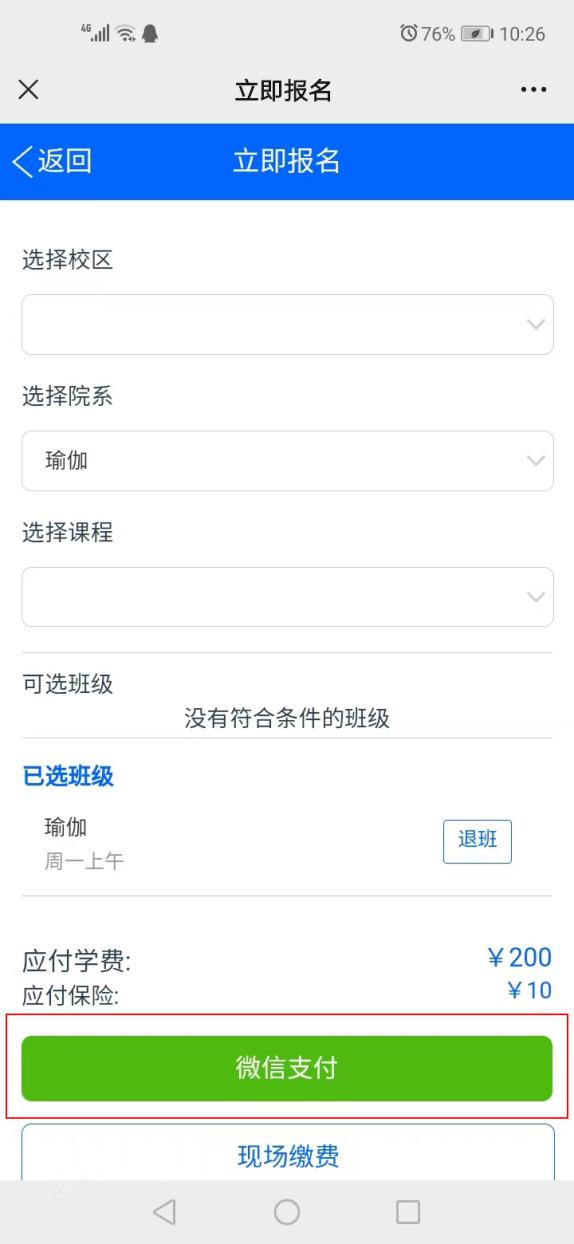 4G 76% 10:26
立即报名
返回 立即报名
选择校区
选择院系
瑜伽
选择课程
可选班级
没有符合条件的班级
已选班级
瑜伽
退班
周一上午
应付学费: ￥200
应付保险: ￥10
微信支付
现场缴费